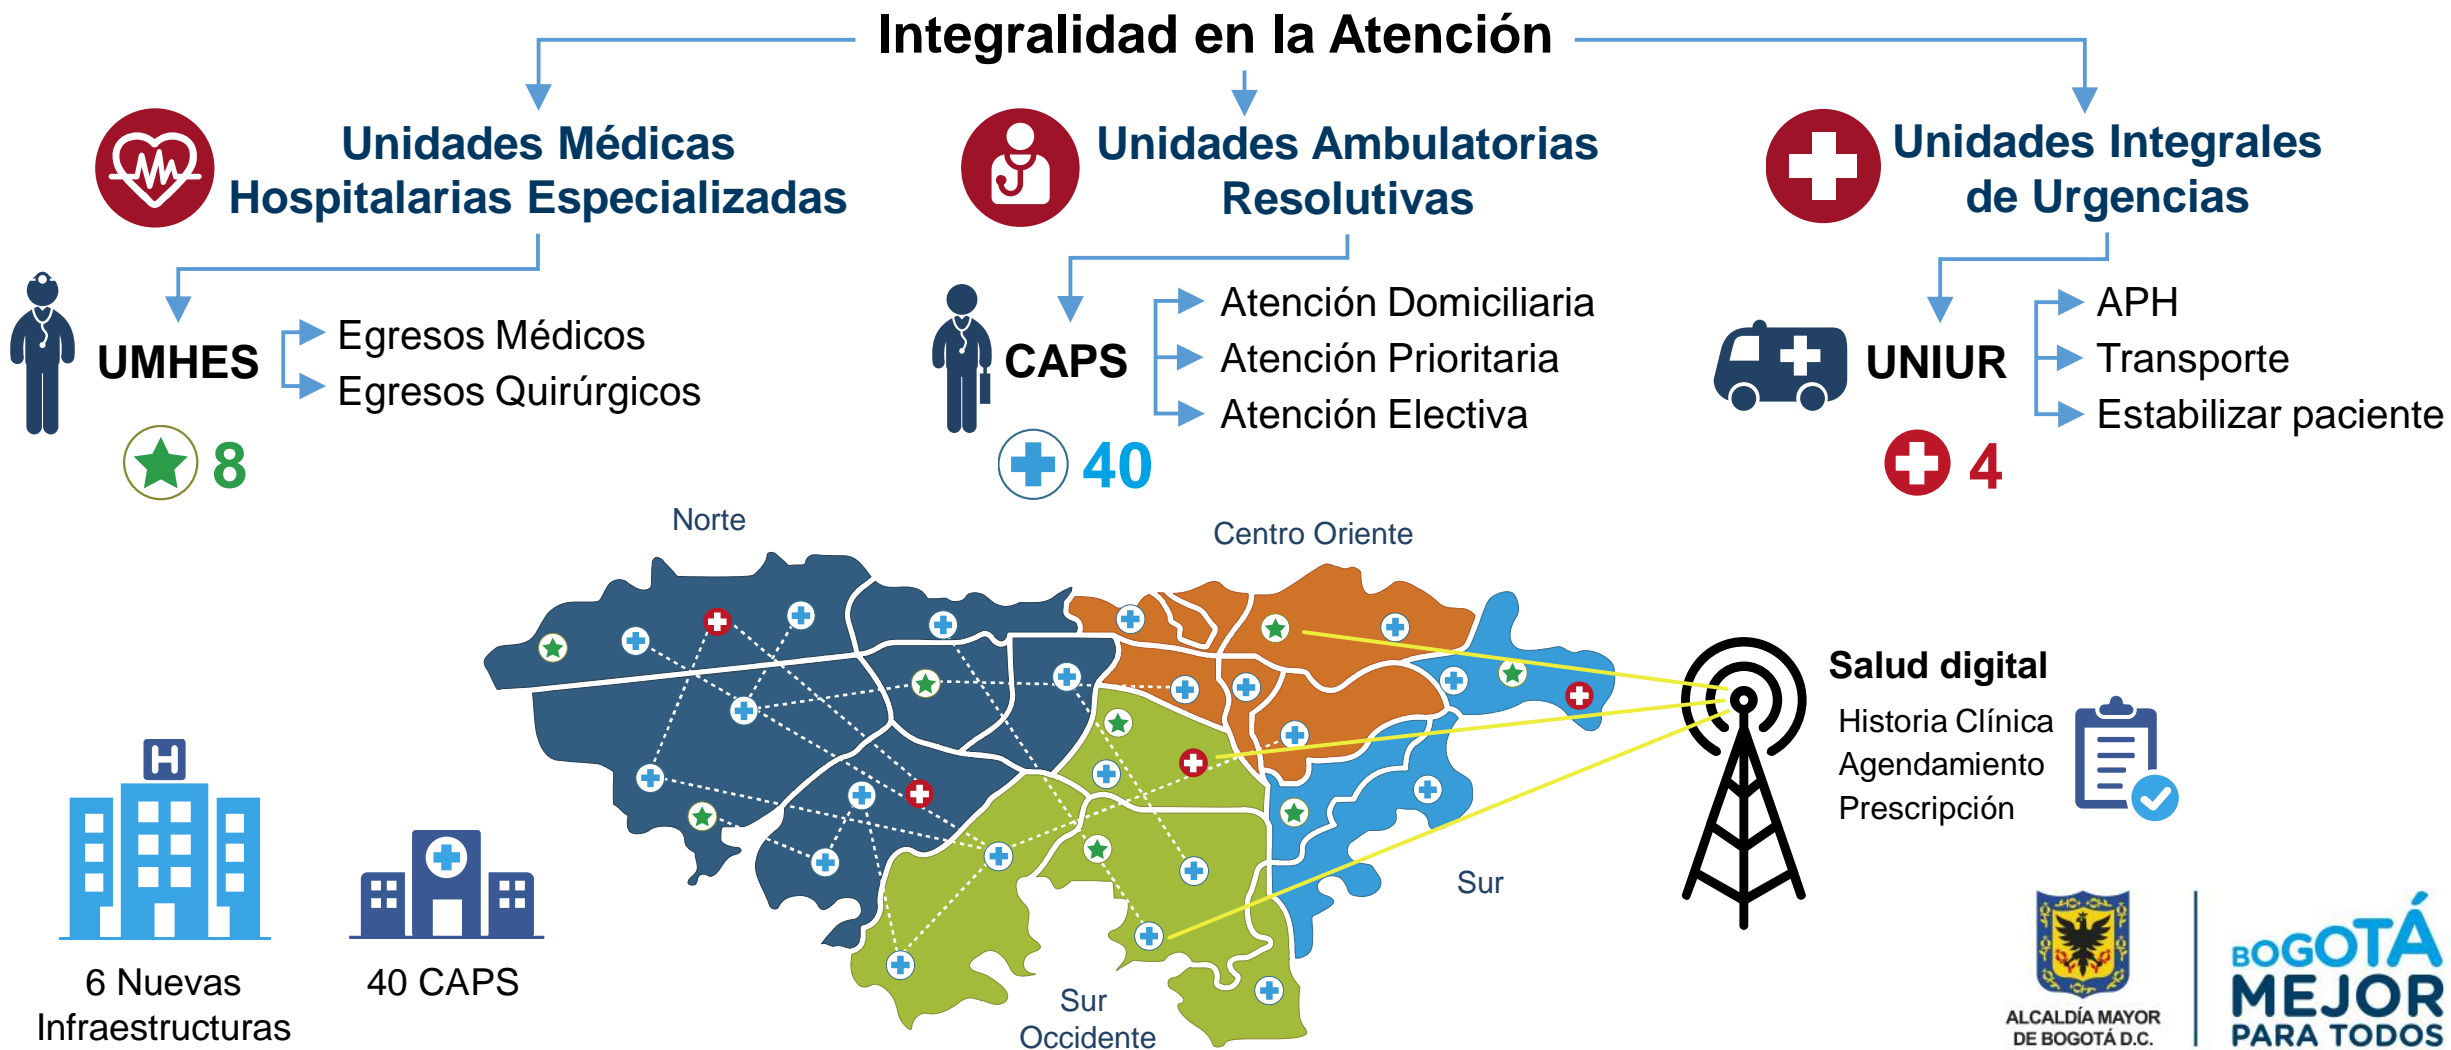 Integralidad en la Atención
Unidades Médicas
Hospitalarias Especializadas
UMHES
Egresos Médicos
Egresos Quirúrgicos
8
Unidades Ambulatorias
Resolutivas
CAPS
Atención Domiciliaria
Atención Prioritaria
Atención Electiva
40
Unidades Integrales
de Urgencias
UNIUR
APH
Transporte
Estabilizar paciente
4
Norte
Centro Oriente
Sur
Sur
Occidente
H
6 Nuevas
Infraestructuras
40 CAPS
Salud digital
Historia Clínica
Agendamiento
Prescripción
ALCALDÍA MAYOR
DE BOGOTÁ D.C.
BOGOTÁ
MEJOR
PARA TODOS